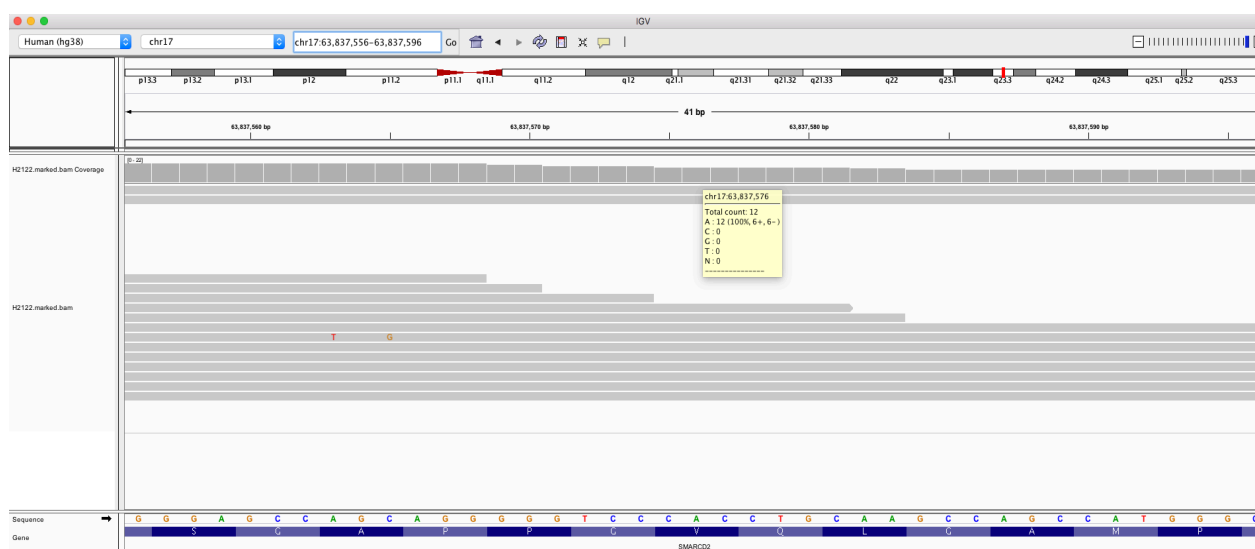 IGV
Human (hg38) chr17 chr17:63,837,556-63,837,596 Go
p13.3 p13.2 p13.1 p12 p11.2 p11.1 q11.1 q11.2 q12 q21.1 q21.31 q21.32 q21.33 q22 q23.1 q23.3 q24.2 q24.3 q25.1 q25.2 q25.3
41 bp
63,837,560 bp 63,837,570 bp 63,837,580 bp 63,837,590 bp
[0 - 22]
H2122.marked.bam Coverage
chr17:63,837,576
Total count: 12
A : 12 (100%, 6+, 6- )
C : 0
G : 0
T : 0
N : 0
---------------
H2122.marked.bam
T G
Sequence G G G A G C C A G C A G G G G G T C C C A C C T G C A A G C C A G C C A T G G G C
Gene S G A P P G V Q L G A M P
SMARCD2